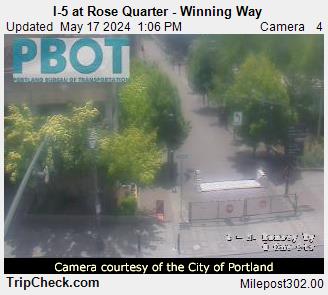 I-5 at Rose Quarter - Winning Way
Updated May 17 2024 1:06 PM Camera 4
PBOT
PORTLAND BUREAU OF TRANSPORTATION
Camera courtesy of the City of Portland
TripCheck.com Milepost302.00